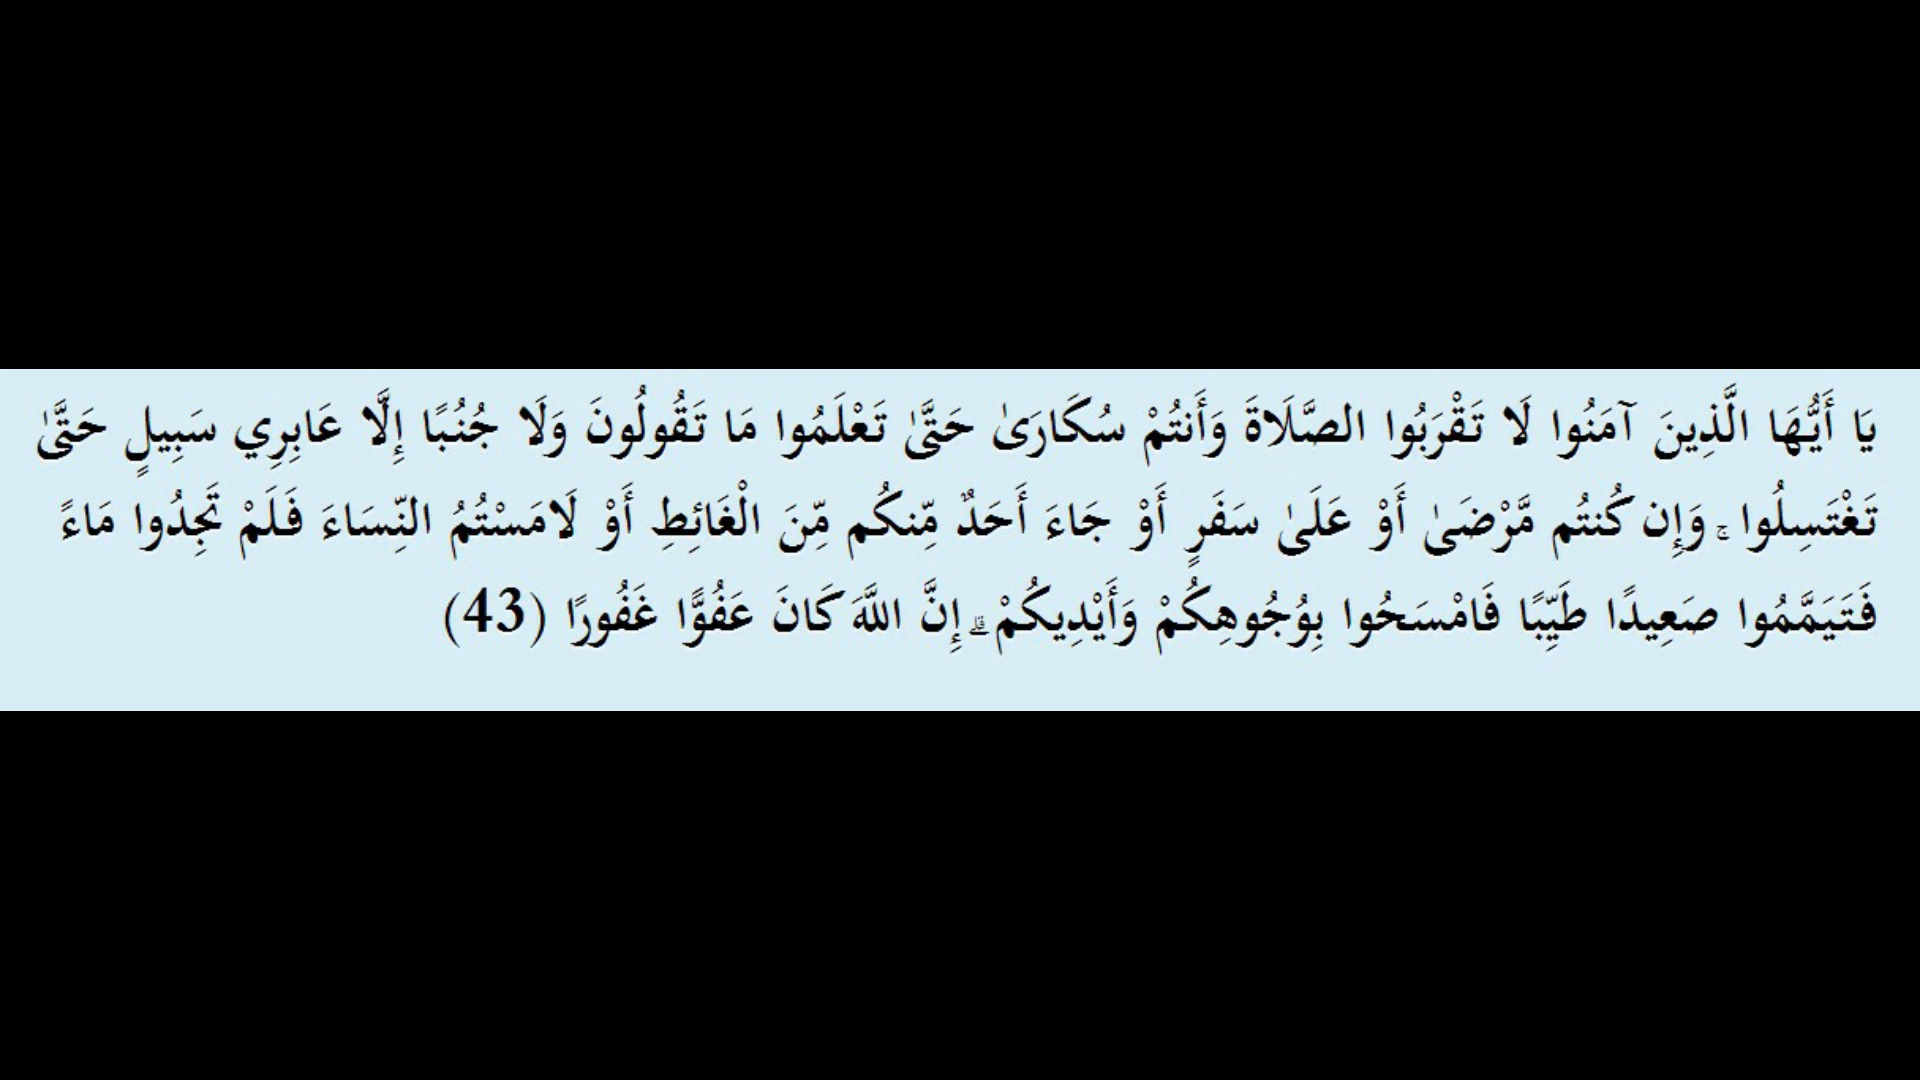 يَا أَيُّهَا الَّذِينَ آمَنُوا لَا تَقْرَبُوا الصَّلَاةَ وَأَنتُمْ سُكَارَىٰ حَتَّىٰ تَعْلَمُوا مَا تَقُولُونَ وَلَا جُنُبًا إِلَّا عَابِرِي سَبِيلٍ حَتَّىٰ
تَغْتَسِلُوا ۚ وَإِن كُنتُم مَّرْضَىٰ أَوْ عَلَىٰ سَفَرٍ أَوْ جَاءَ أَحَدٌ مِّنكُم مِّنَ الْغَائِطِ أَوْ لَامَسْتُمُ النِّسَاءَ فَلَمْ تَجِدُوا مَاءً
فَتَيَمَّمُوا صَعِيدًا طَيِّبًا فَامْسَحُوا بِوُجُوهِكُمْ وَأَيْدِيكُمْ ۗ إِنَّ اللَّهَ كَانَ عَفُوًّا غَفُورًا (43)